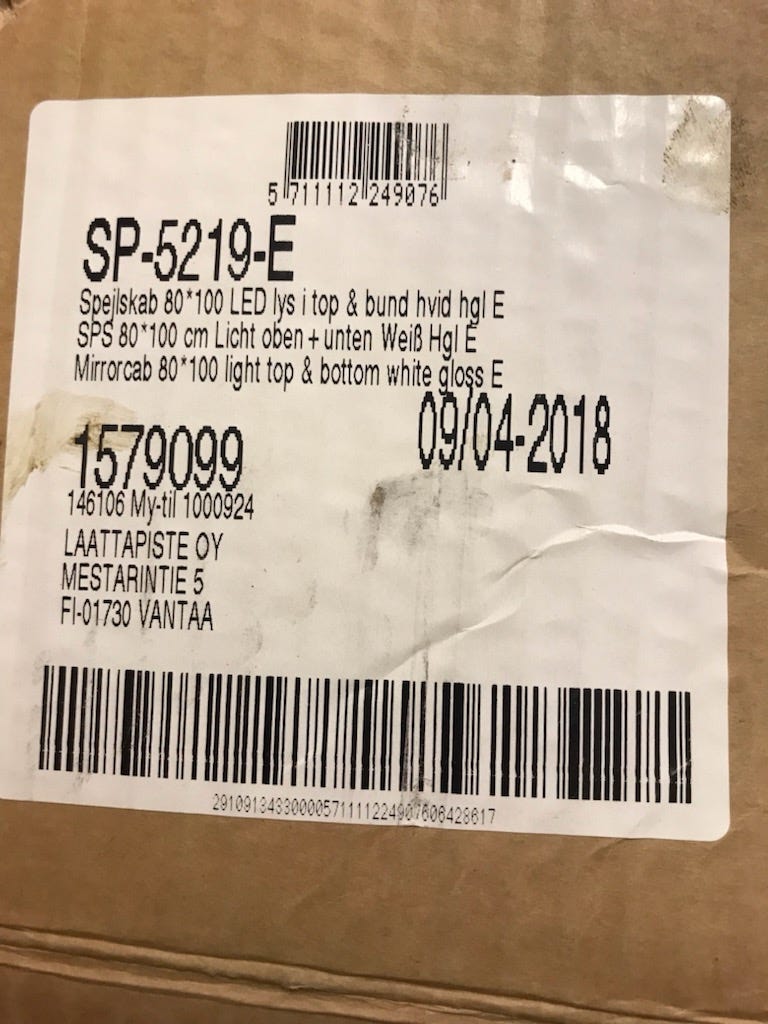 5 711112 249076
SP-5219-E
Spejlskab 80*100 LED lys i top & bund hvid hgl E
SPS 80*100 cm Licht oben + unten Weiß Hgl E
Mirrorcab 80*100 light top & bottom white gloss E
09/04-2018
1579099
146106 My-til 1000924
LAATTAPISTE OY
MESTARINTIE 5
FI-01730 VANTAA
29109134330000571111224907606428617